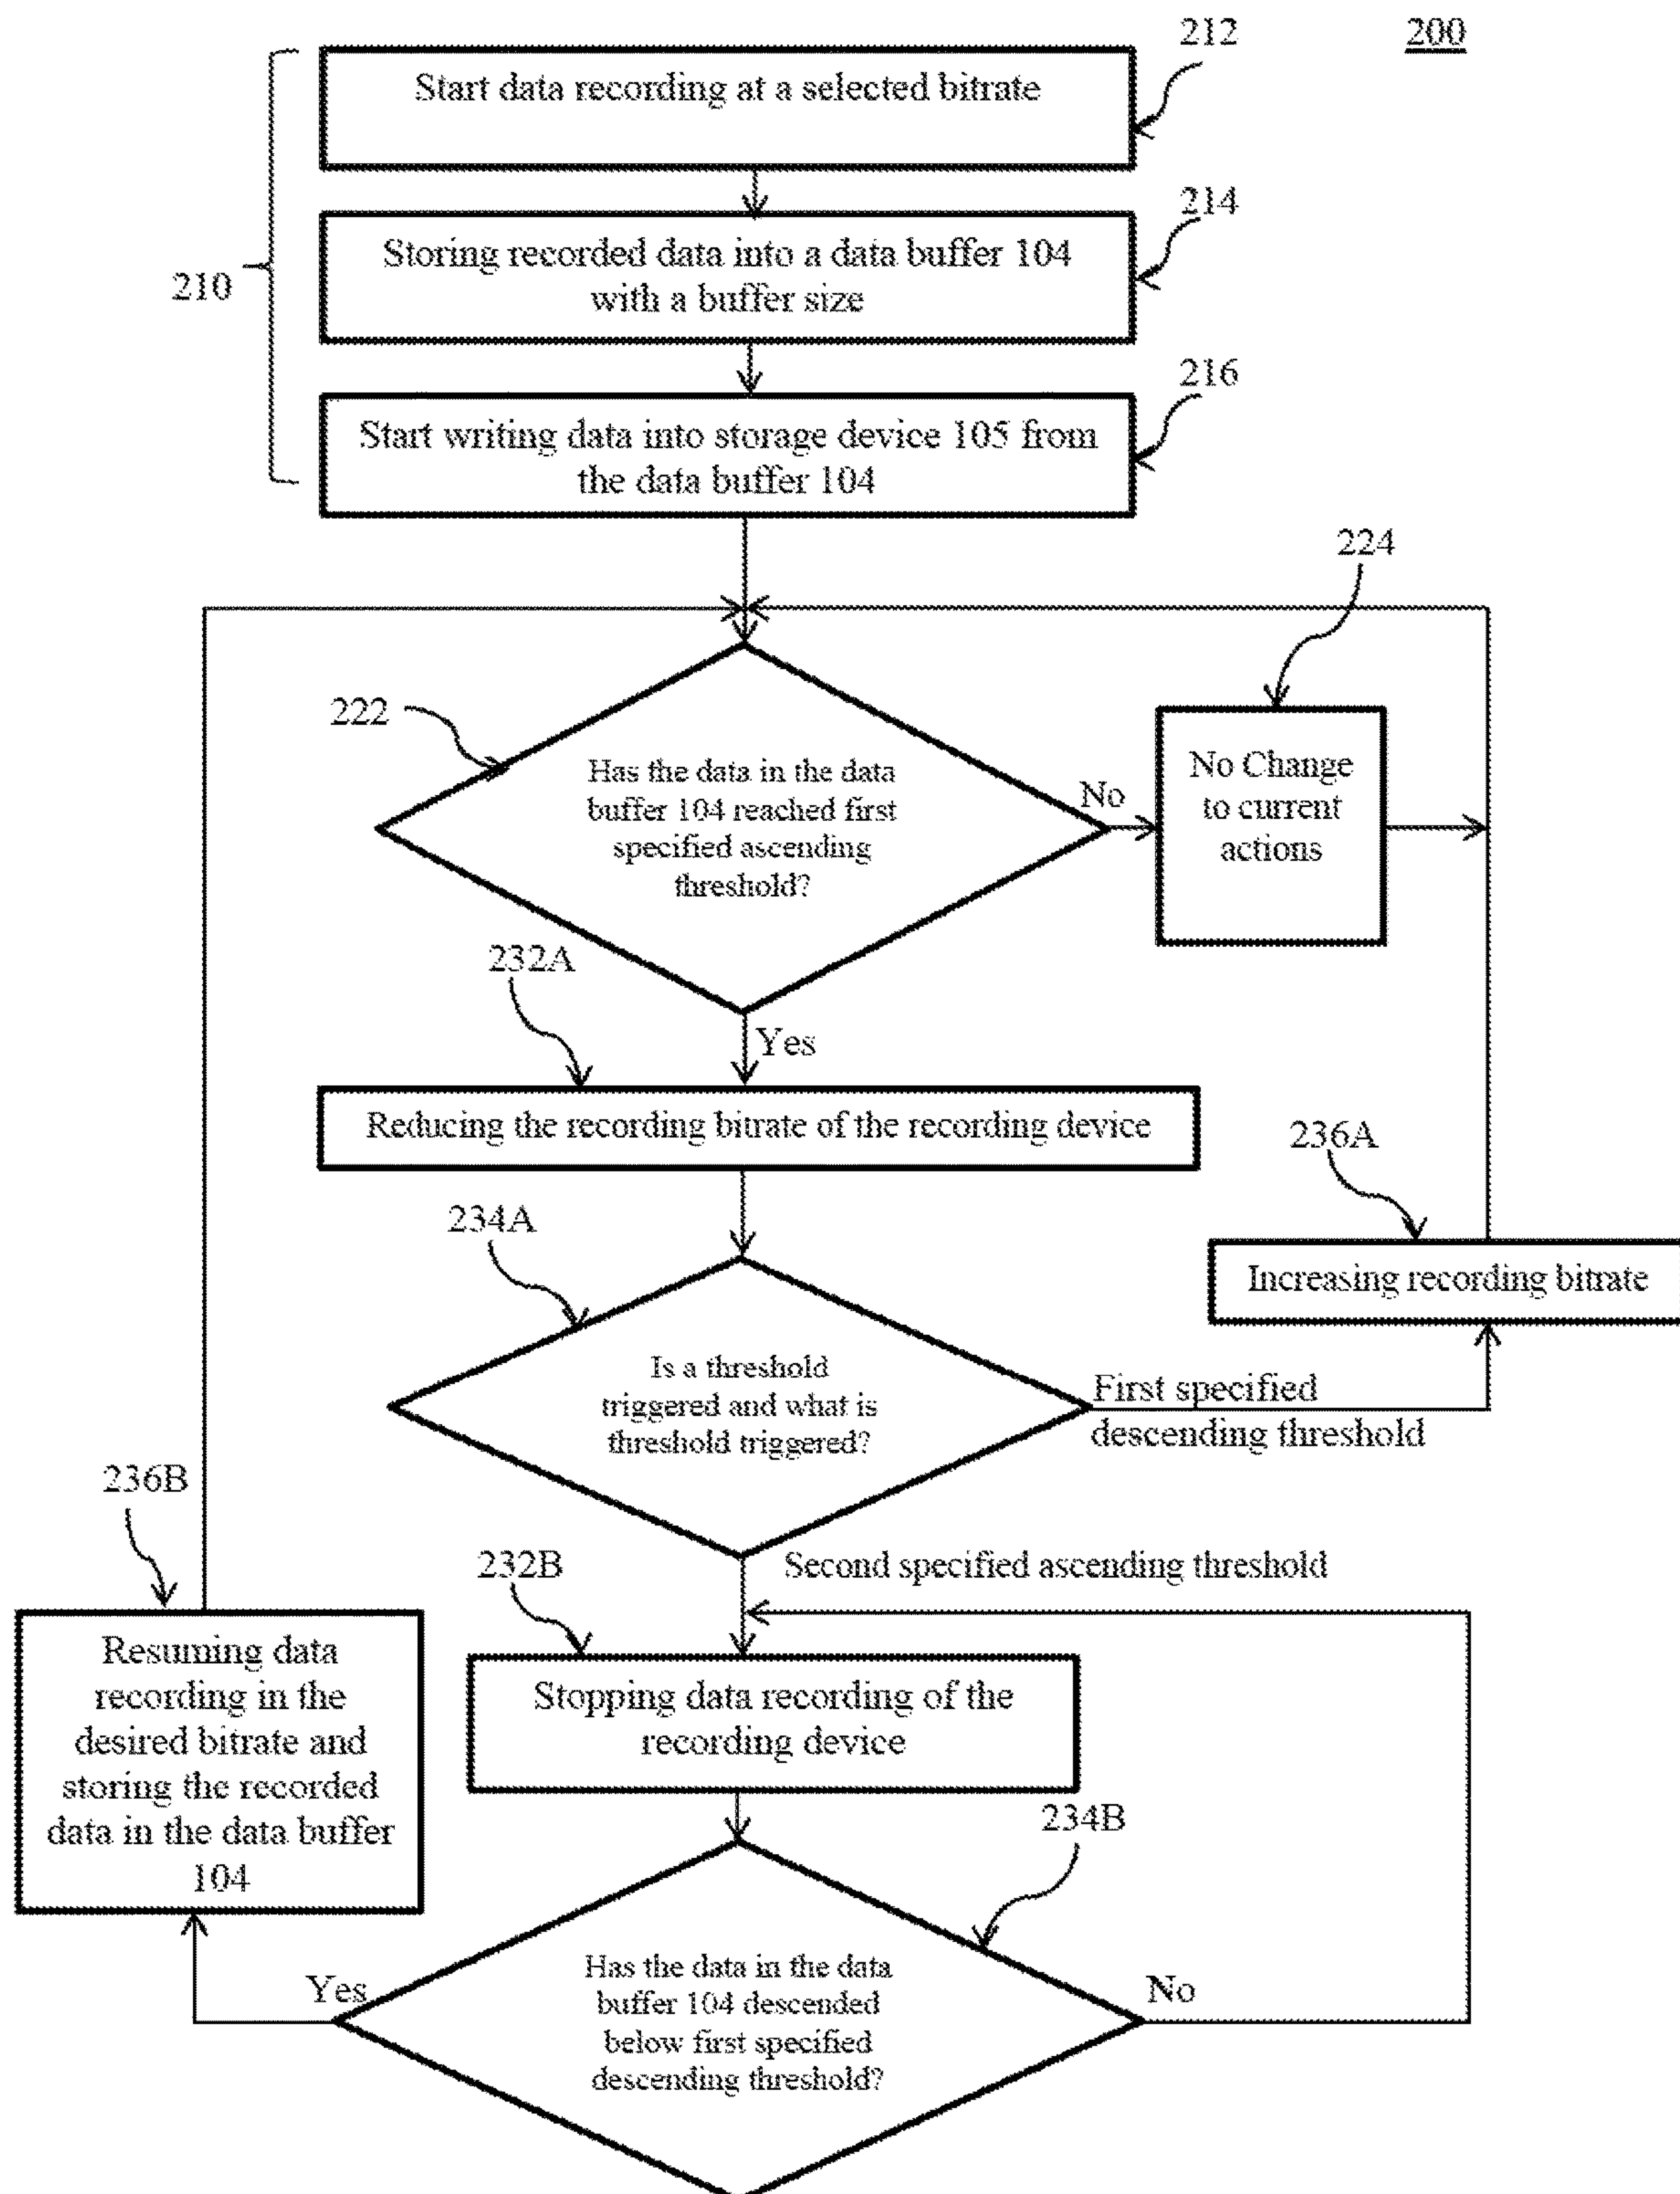 200
212
Start data recording at a selected bitrate
214
Storing recorded data into a data buffer 104
with a buffer size
210
216
Start writing data into storage device 105 from
the data buffer 104
224
222
Has the data in the data
buffer 104 reached first
specified ascending
threshold?
No
No Change
to current
actions
232A
Yes
Reducing the recording bitrate of the recording device
236A
234A
Increasing recording bitrate
Is a threshold
triggered and what is
threshold triggered?
First specified
descending threshold
236B
Second specified ascending threshold
232B
Resuming data
recording in the
desired bitrate and
storing the recorded
data in the data buffer
104
Stopping data recording of the
recording device
234B
Has the data in the data
buffer 104 descended
below first specified
descending threshold?
Yes
No